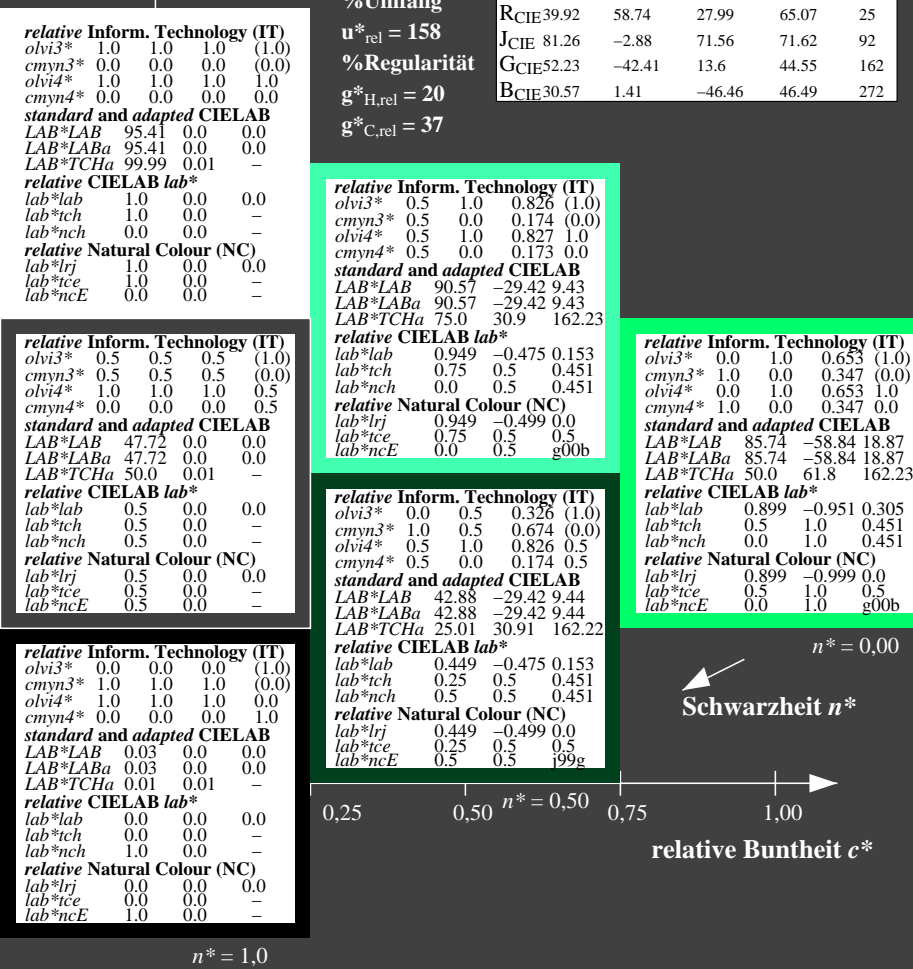 %Umfang
u*rel = 158
%Regularität
g*H,rel = 20
g*C,rel = 37
RCIE 39.92 58.74 27.99 65.07 25
JCIE 81.26 −2.88 71.56 71.62 92
GCIE 52.23 −42.41 13.6 44.55 162
BCIE 30.57 1.41 −46.46 46.49 272
relative Inform. Technology (IT)
olvi3* 1.0 1.0 1.0 (1.0)
cmyn3* 0.0 0.0 0.0 (0.0)
olvi4* 1.0 1.0 1.0 1.0
cmyn4* 0.0 0.0 0.0 0.0
standard and adapted CIELAB
LAB*LAB 95.41 0.0 0.0
LAB*LABa 95.41 0.0 0.0
LAB*TCHa 99.99 0.01 –
relative CIELAB lab*
lab*lab 1.0 0.0 0.0
lab*tch 1.0 0.0 –
lab*nch 0.0 0.0 –
relative Natural Colour (NC)
lab*lrj 1.0 0.0 0.0
lab*tce 1.0 0.0 –
lab*ncE 0.0 0.0 –
relative Inform. Technology (IT)
olvi3* 0.5 1.0 0.826 (1.0)
cmyn3* 0.5 0.0 0.174 (0.0)
olvi4* 0.5 1.0 0.827 1.0
cmyn4* 0.5 0.0 0.173 0.0
standard and adapted CIELAB
LAB*LAB 90.57 −29.42 9.43
LAB*LABa 90.57 −29.42 9.43
LAB*TCHa 75.0 30.9 162.23
relative CIELAB lab*
lab*lab 0.949 −0.475 0.153
lab*tch 0.75 0.5 0.451
lab*nch 0.0 0.5 0.451
relative Natural Colour (NC)
lab*lrj 0.949 −0.499 0.0
lab*tce 0.75 0.5 0.5
lab*ncE 0.0 0.5 g00b
relative Inform. Technology (IT)
olvi3* 0.5 0.5 0.5 (1.0)
cmyn3* 0.5 0.5 0.5 (0.0)
olvi4* 1.0 1.0 1.0 0.5
cmyn4* 0.0 0.0 0.0 0.5
standard and adapted CIELAB
LAB*LAB 47.72 0.0 0.0
LAB*LABa 47.72 0.0 0.0
LAB*TCHa 50.0 0.01 –
relative CIELAB lab*
lab*lab 0.5 0.0 0.0
lab*tch 0.5 0.0 –
lab*nch 0.5 0.0 –
relative Natural Colour (NC)
lab*lrj 0.5 0.0 0.0
lab*tce 0.5 0.0 –
lab*ncE 0.5 0.0 –
relative Inform. Technology (IT)
olvi3* 0.0 1.0 0.653 (1.0)
cmyn3* 1.0 0.0 0.347 (0.0)
olvi4* 0.0 1.0 0.653 1.0
cmyn4* 1.0 0.0 0.347 0.0
standard and adapted CIELAB
LAB*LAB 85.74 −58.84 18.87
LAB*LABa 85.74 −58.84 18.87
LAB*TCHa 50.0 61.8 162.23
relative CIELAB lab*
lab*lab 0.899 −0.951 0.305
lab*tch 0.5 1.0 0.451
lab*nch 0.0 1.0 0.451
relative Natural Colour (NC)
lab*lrj 0.899 −0.999 0.0
lab*tce 0.5 1.0 0.5
lab*ncE 0.0 1.0 g00b
n* = 0,00
relative Inform. Technology (IT)
olvi3* 0.0 0.5 0.326 (1.0)
cmyn3* 1.0 0.5 0.674 (0.0)
olvi4* 0.5 1.0 0.826 0.5
cmyn4* 0.5 0.0 0.174 0.5
standard and adapted CIELAB
LAB*LAB 42.88 −29.42 9.44
LAB*LABa 42.88 −29.42 9.44
LAB*TCHa 25.01 30.91 162.22
relative CIELAB lab*
lab*lab 0.449 −0.475 0.153
lab*tch 0.25 0.5 0.451
lab*nch 0.5 0.5 0.451
relative Natural Colour (NC)
lab*lrj 0.449 −0.499 0.0
lab*tce 0.25 0.5 0.5
lab*ncE 0.5 0.5 j99g
Schwarzheit n*
relative Inform. Technology (IT)
olvi3* 0.0 0.0 0.0 (1.0)
cmyn3* 1.0 1.0 1.0 (0.0)
olvi4* 1.0 1.0 1.0 0.0
cmyn4* 0.0 0.0 0.0 1.0
standard and adapted CIELAB
LAB*LAB 0.03 0.0 0.0
LAB*LABa 0.03 0.0 0.0
LAB*TCHa 0.01 0.01 –
relative CIELAB lab*
lab*lab 0.0 0.0 0.0
lab*tch 0.0 0.0 –
lab*nch 1.0 0.0 –
relative Natural Colour (NC)
lab*lrj 0.0 0.0 0.0
lab*tce 0.0 0.0 –
lab*ncE 1.0 0.0 –
0,25 0,50 n* = 0,50 0,75 1,00
relative Buntheit c*
n* = 1,0